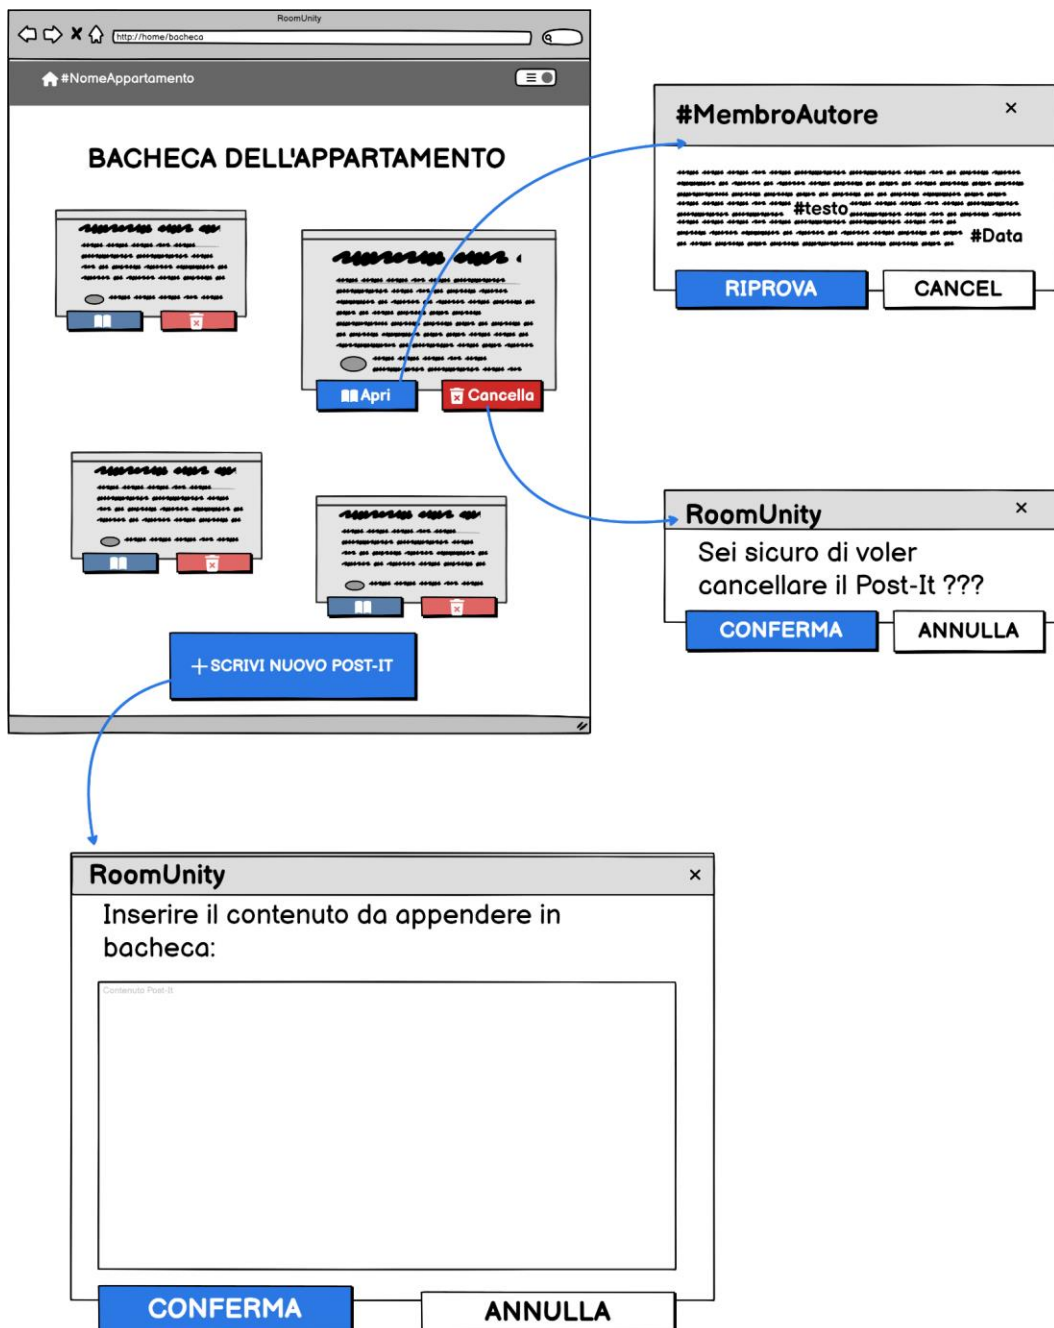 RoomUnity
http://home/bacheca
#NomeAppartamento
BACHECA DELL'APPARTAMENTO
Apri
Cancella
+ SCRIVI NUOVO POST-IT
#MembroAutore
#testo
#Data
RIPROVA
CANCEL
RoomUnity
Sei sicuro di voler
cancellare il Post-It ???
CONFERMA
ANNULLA
RoomUnity
Inserire il contenuto da appendere in
bacheca:
Contenuto Post-It
CONFERMA
ANNULLA